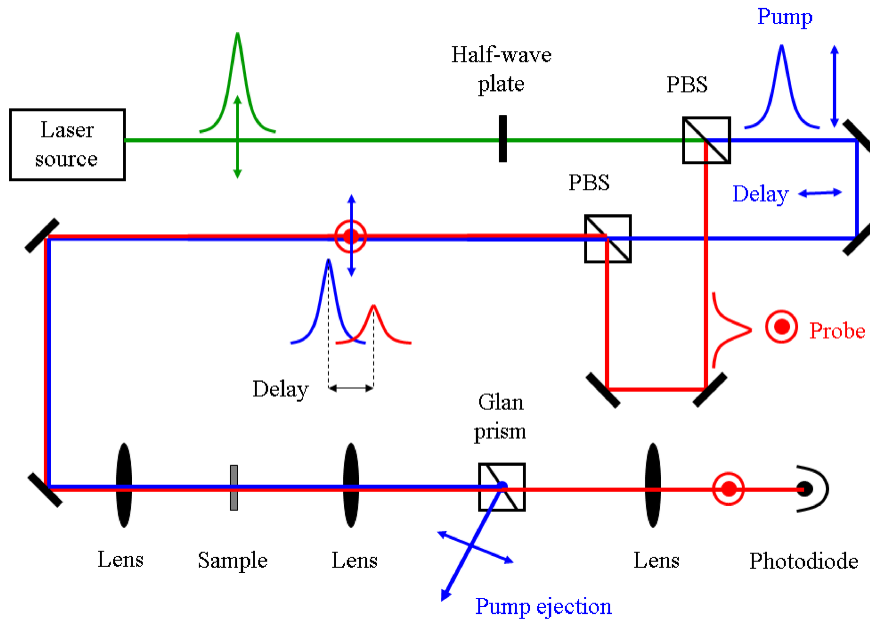 Pump
Half-wave
plate
PBS
Laser
source
PBS
Delay
Probe
Delay
Glan
prism
Lens
Sample
Lens
Lens
Photodiode
Pump ejection